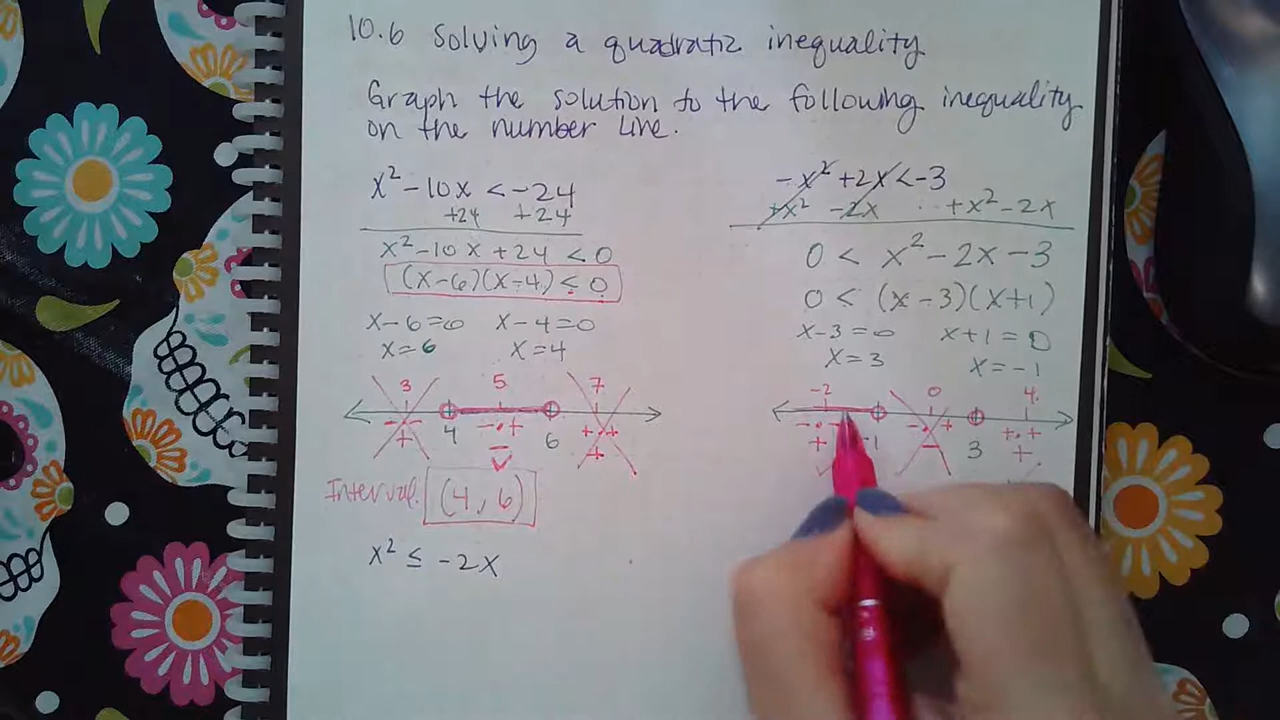 10.6 Solving a quadratic inequality
Graph the solution to the following inequality
on the number line.
x² - 10x < -24
+24 +24
x² - 10x + 24 < 0
(x-6)(x-4) < 0
x-6=0 x-4=0
x=6 x=4
3 5 7
4 6
-·- -·+ +·+
+ - +
Interval: (4, 6)
x² ≤ -2x
-x² + 2x < -3
+x² -2x +x² - 2x
0 < x² - 2x - 3
0 < (x-3)(x+1)
x-3=0 x+1=0
x=3 x=-1
-2 0 4
-·- -·+ +·+
-1 3
+ - +